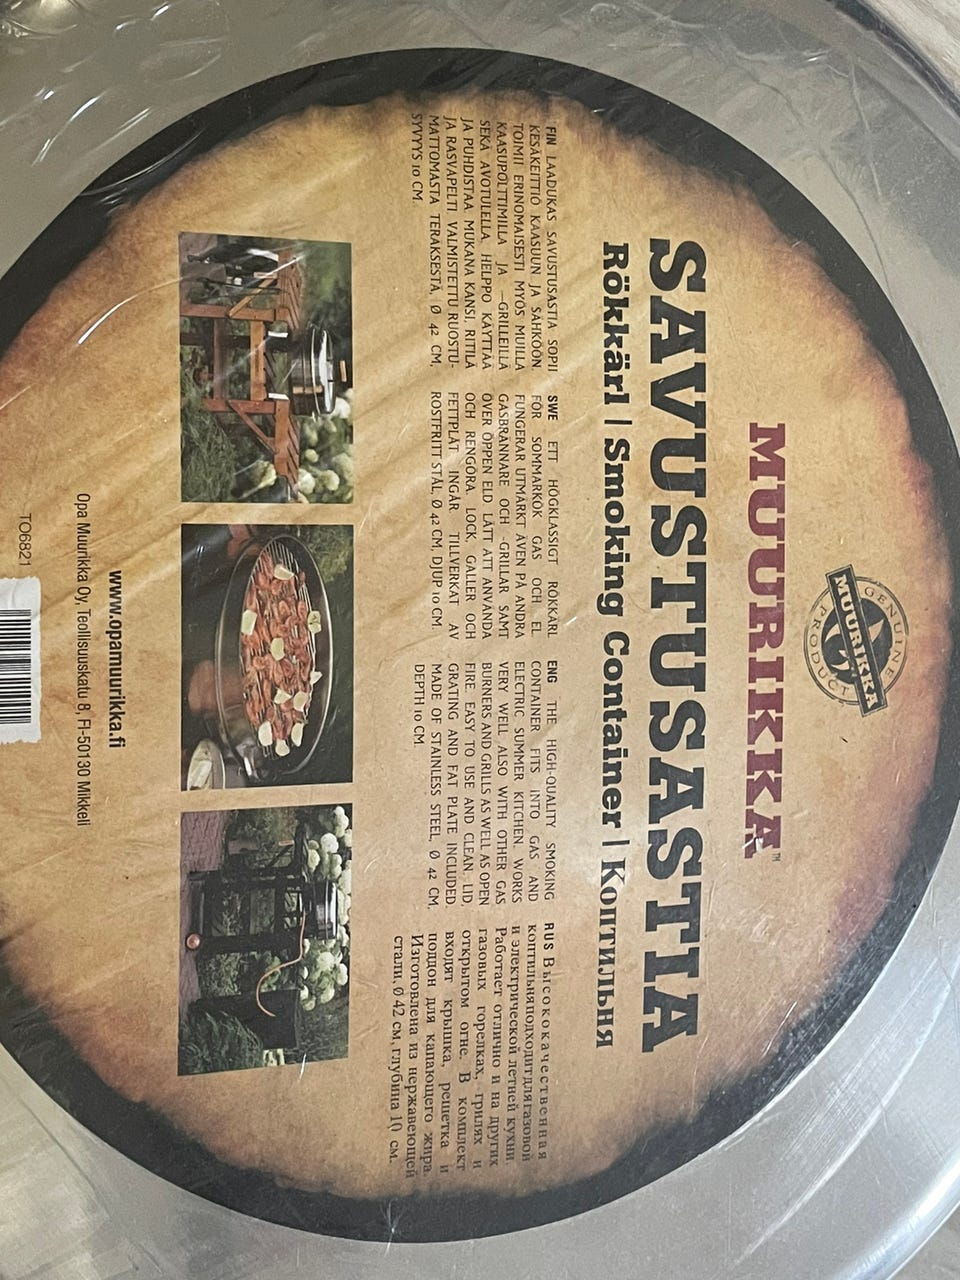 GENUINE
MUURIKKA
PRODUCT
MUURIKKA™
SAVUSTUSASTIA
Rökkärl | Smoking Container | Коптильня
FIN LAADUKAS SAVUSTUSASTIA SOPII
KESÄKEITTIÖ KAASUUN JA SÄHKÖÖN.
TOIMII ERINOMAISESTI MYÖS MUILLA
KAASUPOLTTIMILLA JA -GRILLEILLÄ
SEKÄ AVOTULELLA. HELPPO KÄYTTÄÄ
JA PUHDISTAA. MUKANA KANSI, RITILÄ
JA RASVAPELTI. VALMISTETTU RUOSTU-
MATTOMASTA TERÄKSESTÄ, Ø 42 CM,
SYVYYS 10 CM.
SWE ETT HÖGKLASSIGT RÖKKÄRL
FÖR SOMMARKÖK GAS OCH EL.
FUNGERAR UTMÄRKT ÄVEN PÅ ANDRA
GASBRÄNNARE OCH -GRILLAR SAMT
ÖVER ÖPPEN ELD. LÄTT ATT ANVÄNDA
OCH RENGÖRA. LOCK, GALLER OCH
FETTPLÅT INGÅR. TILLVERKAT AV
ROSTFRITT STÅL, Ø 42 CM, DJUP 10 CM.
ENG THE HIGH-QUALITY SMOKING
CONTAINER FITS INTO GAS AND
ELECTRIC SUMMER KITCHEN. WORKS
VERY WELL ALSO WITH OTHER GAS
BURNERS AND GRILLS AS WELL AS OPEN
FIRE. EASY TO USE AND CLEAN. LID,
GRATING AND FAT PLATE INCLUDED.
MADE OF STAINLESS STEEL, Ø 42 CM,
DEPTH 10 CM.
RUS Высококачественная
коптильня подходит для газовой
и электрической летней кухни.
Работает отлично и на других
газовых горелках, грилях и
открытом огне. В комплект
входят крышка, решетка и
поддон для капающего жира.
Изготовлена из нержавеющей
стали, Ø 42 см, глубина 10 см.
www.opamuurikka.fi
Opa Muurikka Oy, Teollisuuskatu 8, FI-50130 Mikkeli
TO6821